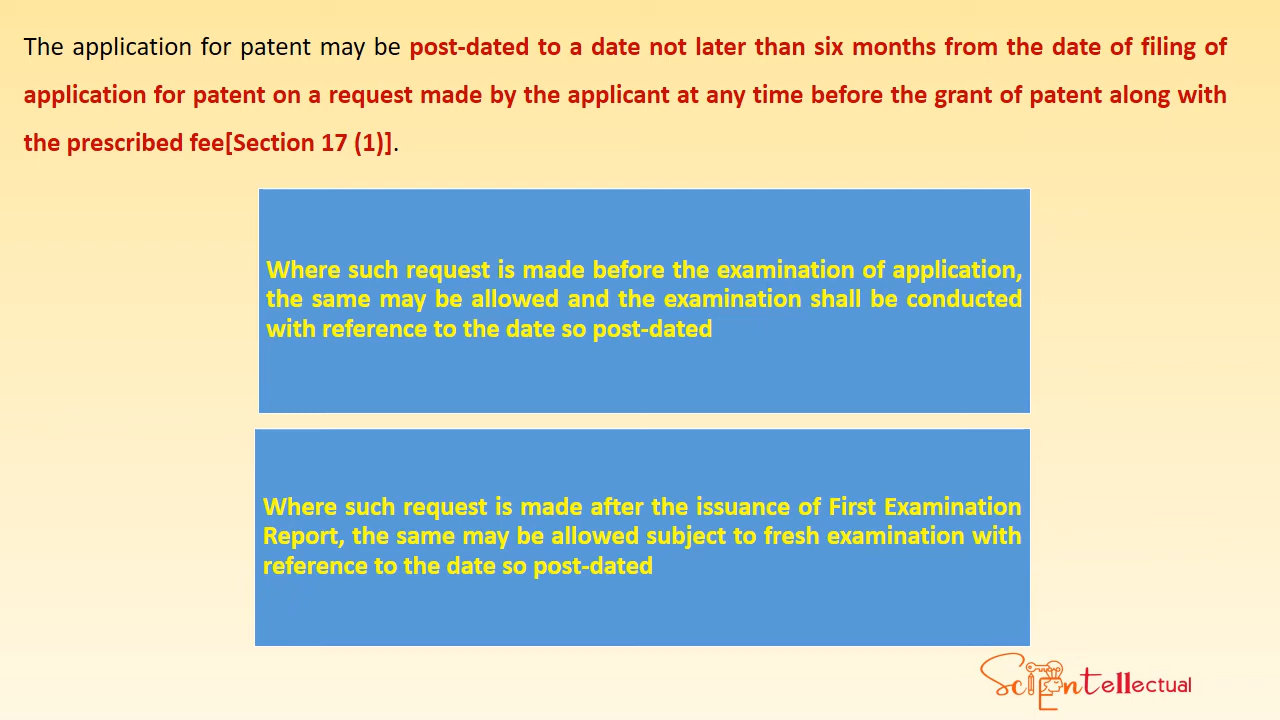 The application for patent may be post-dated to a date not later than six months from the date of filing of
application for patent on a request made by the applicant at any time before the grant of patent along with
the prescribed fee[Section 17 (1)].
Where such request is made before the examination of application,
the same may be allowed and the examination shall be conducted
with reference to the date so post-dated
Where such request is made after the issuance of First Examination
Report, the same may be allowed subject to fresh examination with
reference to the date so post-dated
SciEntellectual